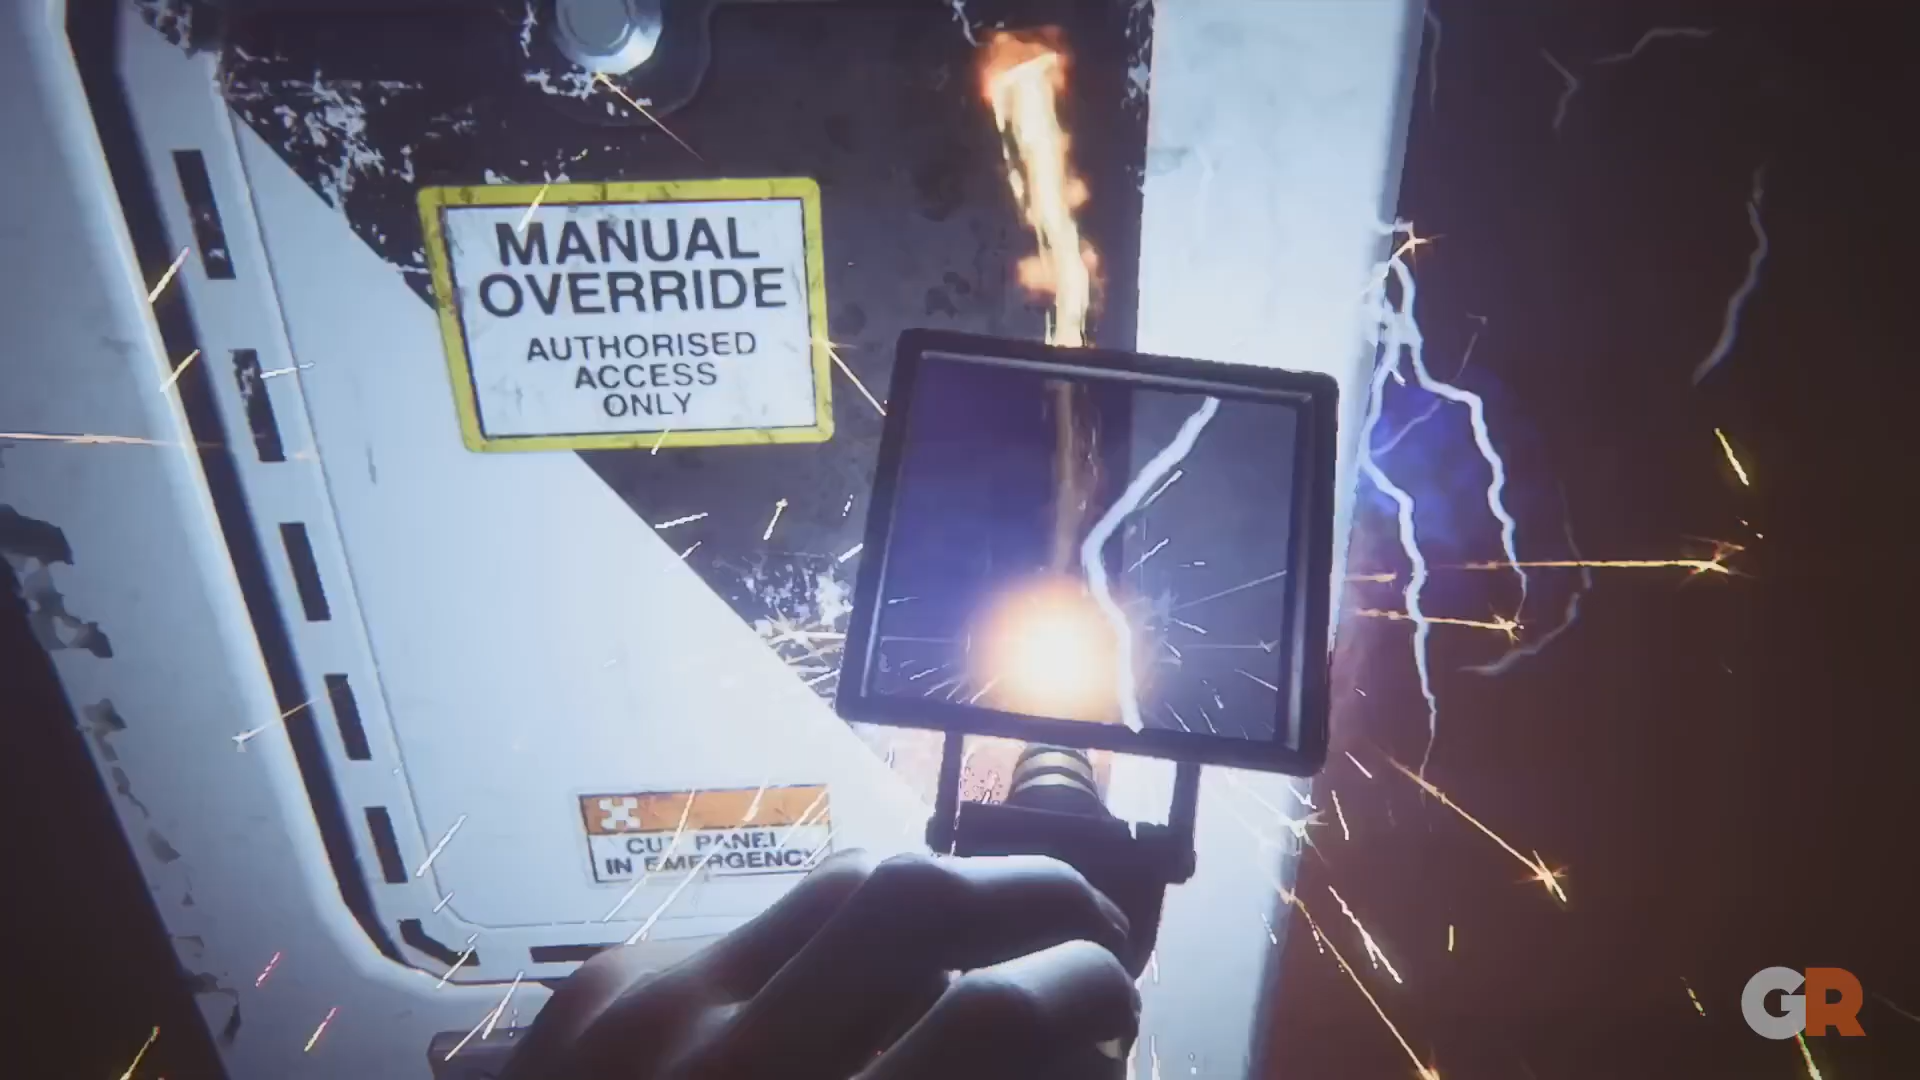 MANUAL
OVERRIDE
AUTHORISED
ACCESS
ONLY
CUT PANEL
IN EMERGENCY
GR